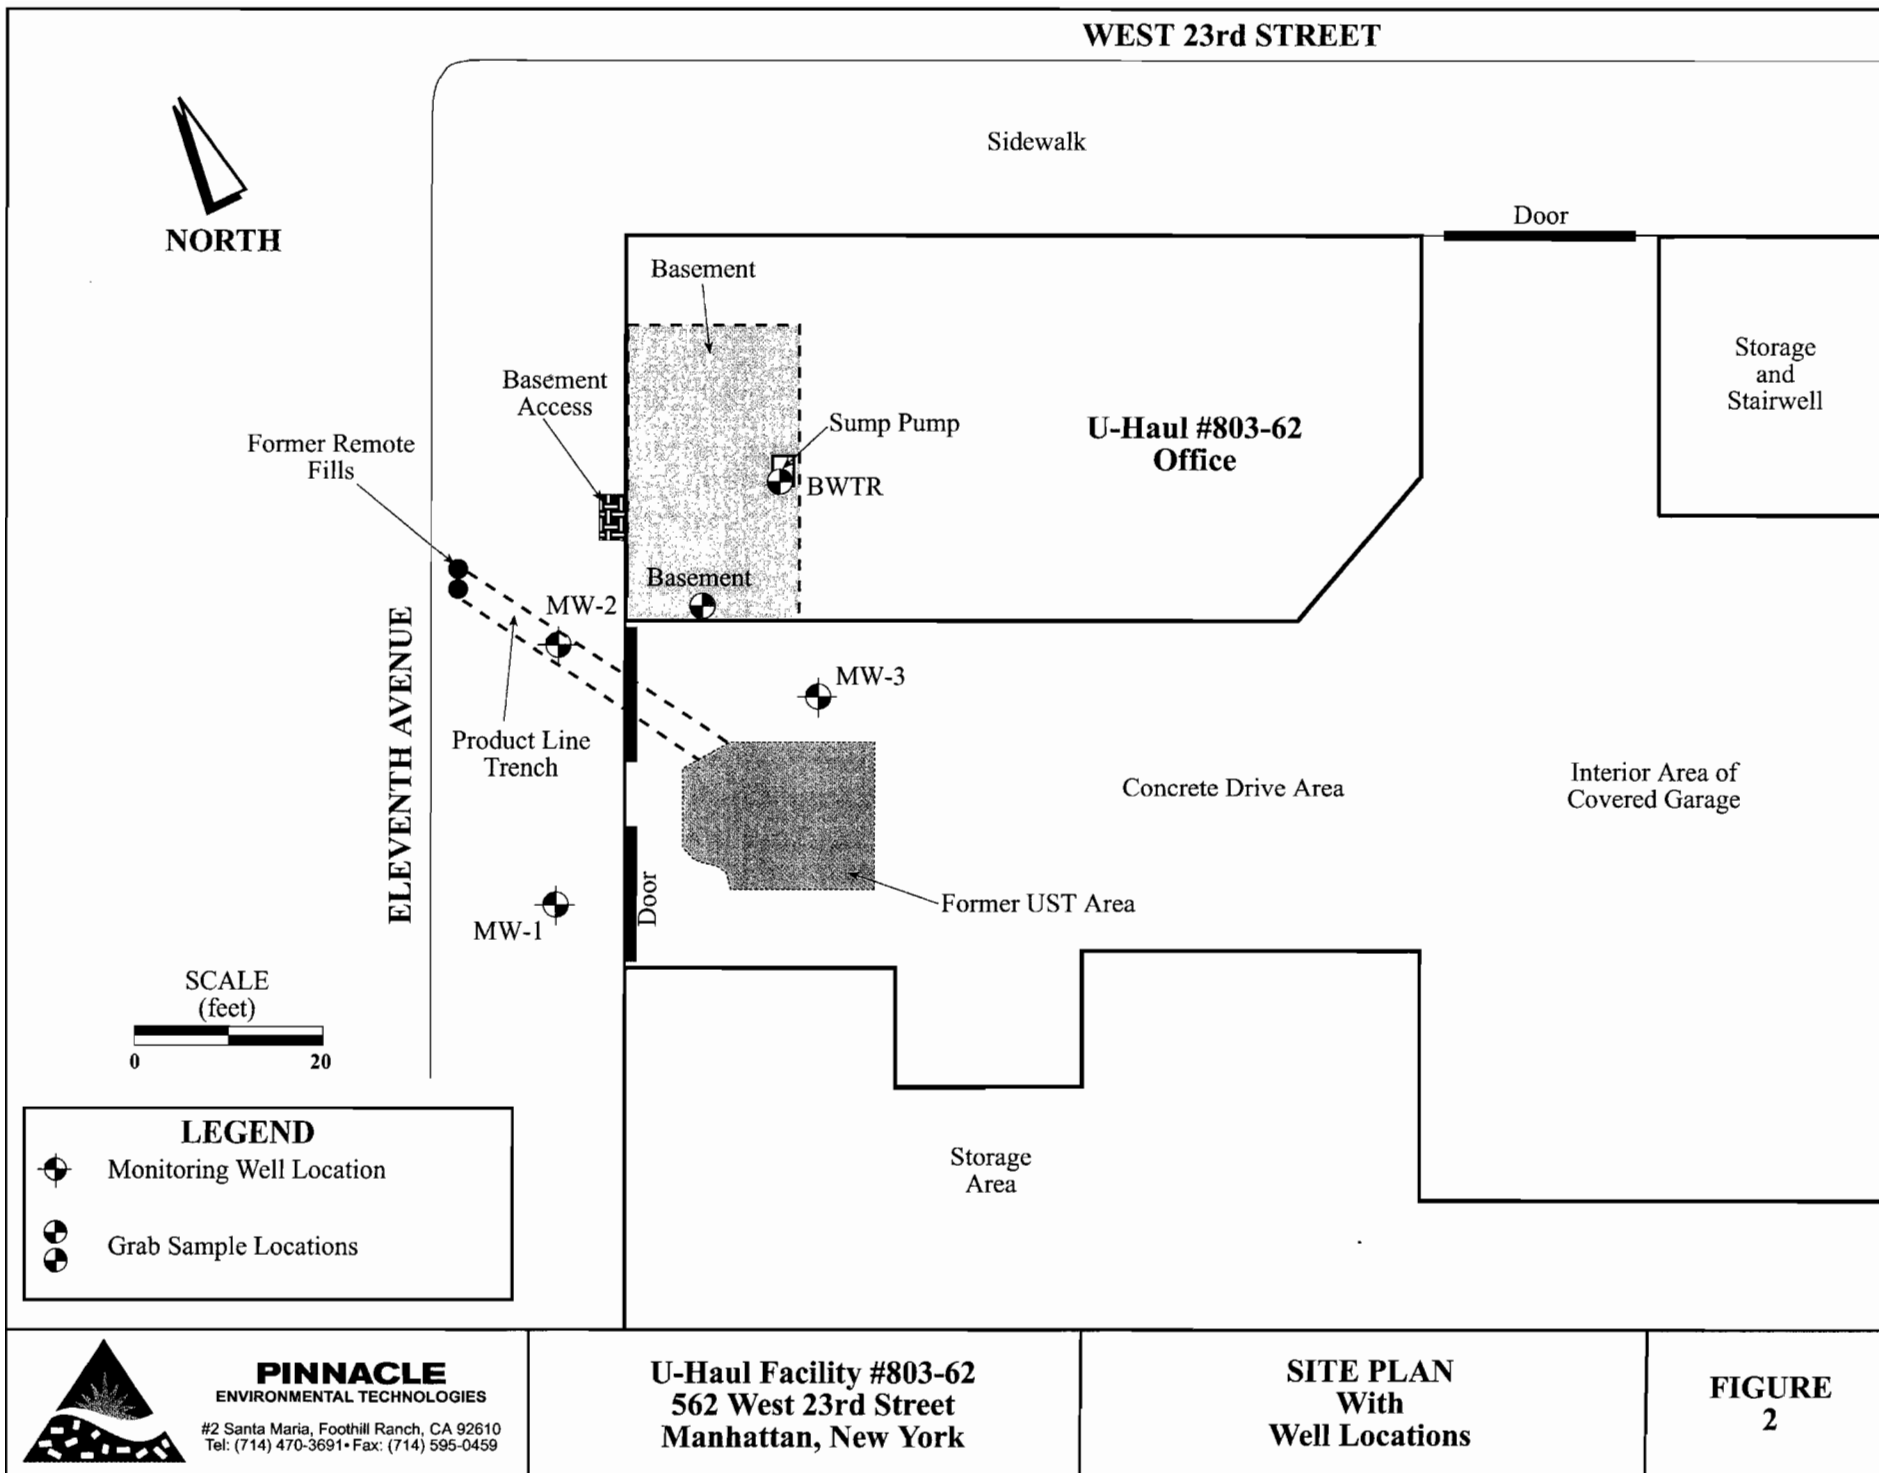 WEST 23rd STREET
Sidewalk
NORTH
Door
Basement
Storage
and
Stairwell
Basement
Access
Sump Pump
U-Haul #803-62
Office
Former Remote
Fills
BWTR
Basement
MW-2
ELEVENTH AVENUE
MW-3
Product Line
Trench
Concrete Drive Area
Interior Area of
Covered Garage
Door
Former UST Area
MW-1
SCALE
(feet)
0
20
LEGEND
Monitoring Well Location
Grab Sample Locations
Storage
Area
PINNACLE
ENVIRONMENTAL TECHNOLOGIES
#2 Santa Maria, Foothill Ranch, CA 92610
Tel: (714) 470-3691• Fax: (714) 595-0459
U-Haul Facility #803-62
562 West 23rd Street
Manhattan, New York
SITE PLAN
With
Well Locations
FIGURE
2